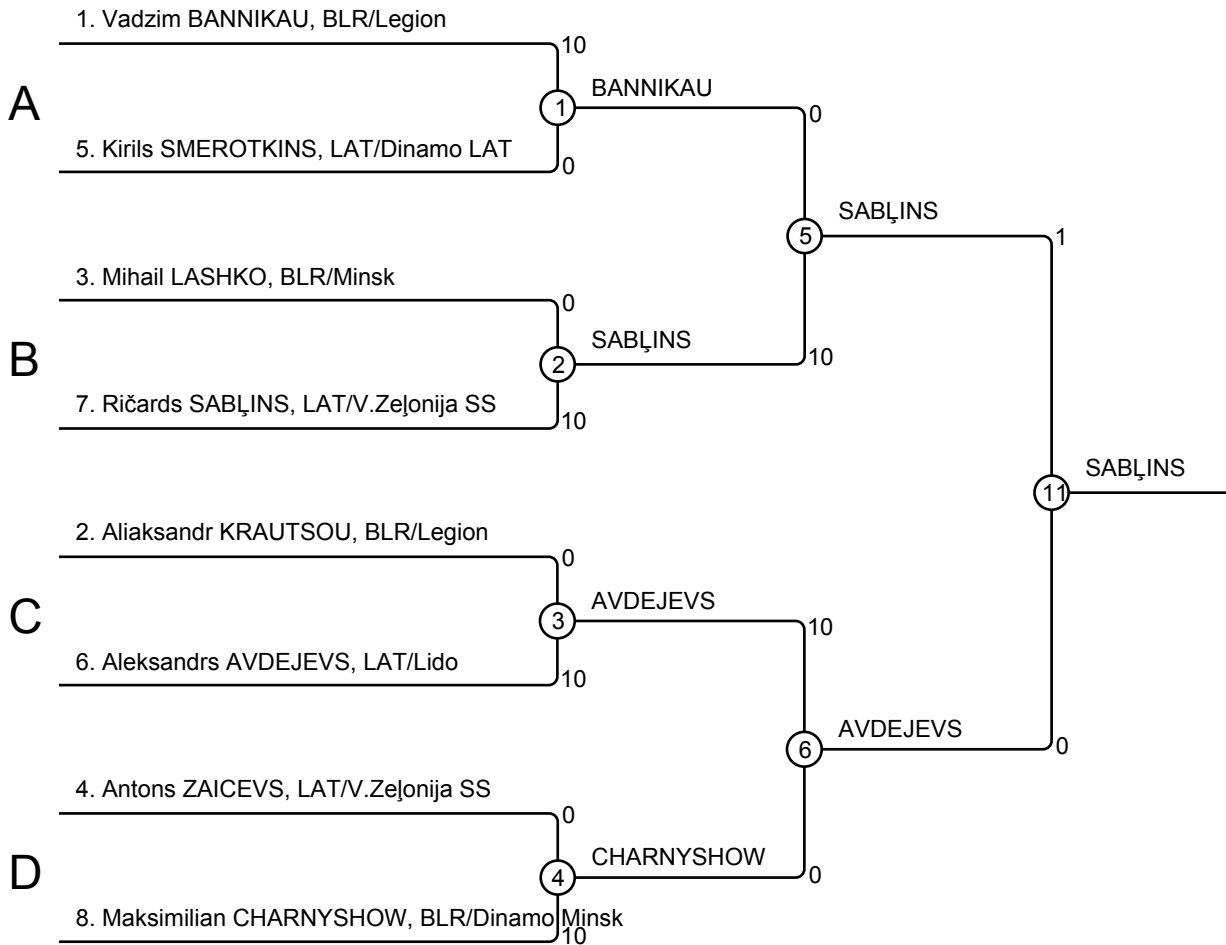 1. Vadzim BANNIKAU, BLR/Legion
10
A
1
BANNIKAU
0
5. Kirils SMEROTKINS, LAT/Dinamo LAT
0
5
SABĻINS
1
3. Mihail LASHKO, BLR/Minsk
0
B
2
SABĻINS
10
7. Ričards SABĻINS, LAT/V.Zeļonija SS
10
11
SABĻINS
2. Aliaksandr KRAUTSOU, BLR/Legion
0
C
3
AVDEJEVS
10
6. Aleksandrs AVDEJEVS, LAT/Lido
10
6
AVDEJEVS
0
4. Antons ZAICEVS, LAT/V.Zeļonija SS
0
D
4
CHARNYSHOW
0
8. Maksimilian CHARNYSHOW, BLR/Dinamo Minsk
10